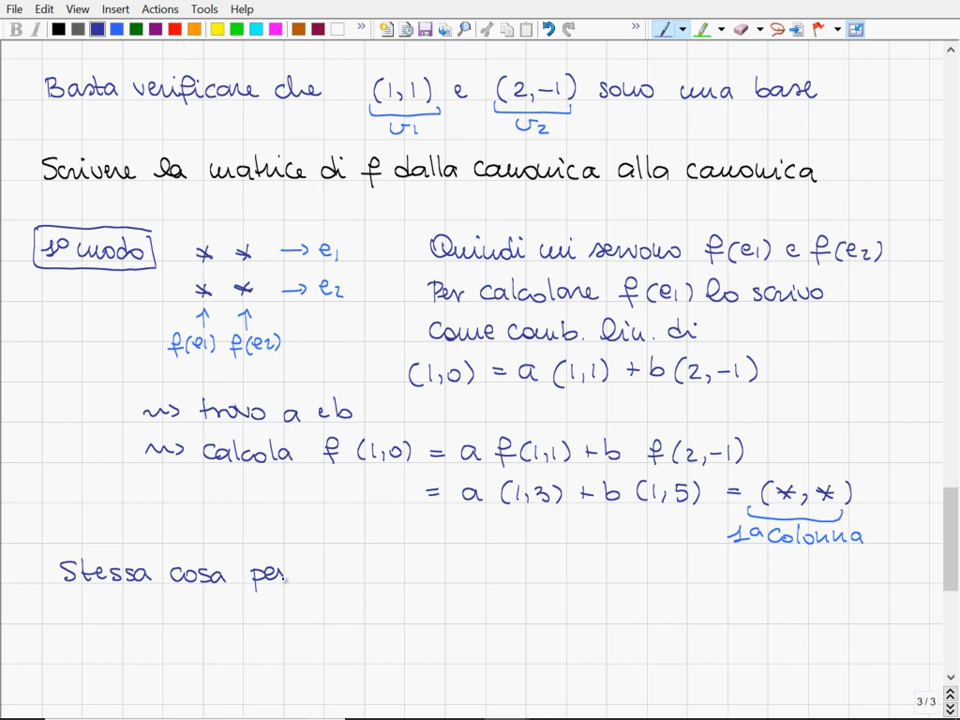 File Edit View Insert Actions Tools Help
B I
Basta verificare che (1,1) e (2,-1) sono una base
v1 v2
Scrivere la matrice di f dalla canonica alla canonica
1° modo * * → e1 Quindi mi servono f(e1) e f(e2)
* * → e2 Per calcolare f(e1) lo scrivo
↑ ↑ come comb. lin. di
f(e1) f(e2)
(1,0) = a (1,1) + b (2,-1)
~> trovo a e b
~> calcola f (1,0) = a f(1,1) + b f(2,-1)
= a (1,3) + b (1,5) = (*,*)
1a colonna
Stessa cosa per
3 / 3